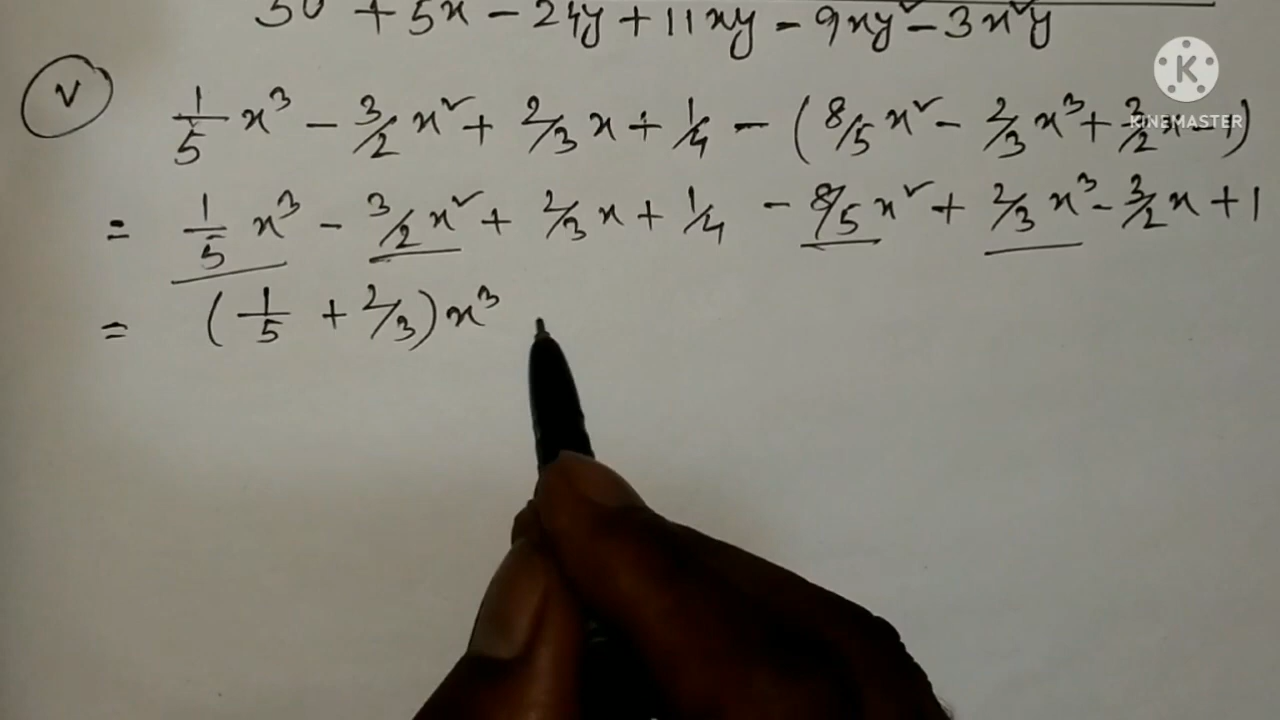 30 + 5x - 24y + 11xy - 9xy² - 3x²y
(v) 1/5 x³ - 3/2 x² + 2/3 x + 1/4 - (8/5 x² - 2/3 x³ + 3/2 x - 1)
= 1/5 x³ - 3/2 x² + 2/3 x + 1/4 - 8/5 x² + 2/3 x³ - 3/2 x + 1
= (1/5 + 2/3) x³
K
KINEMASTER